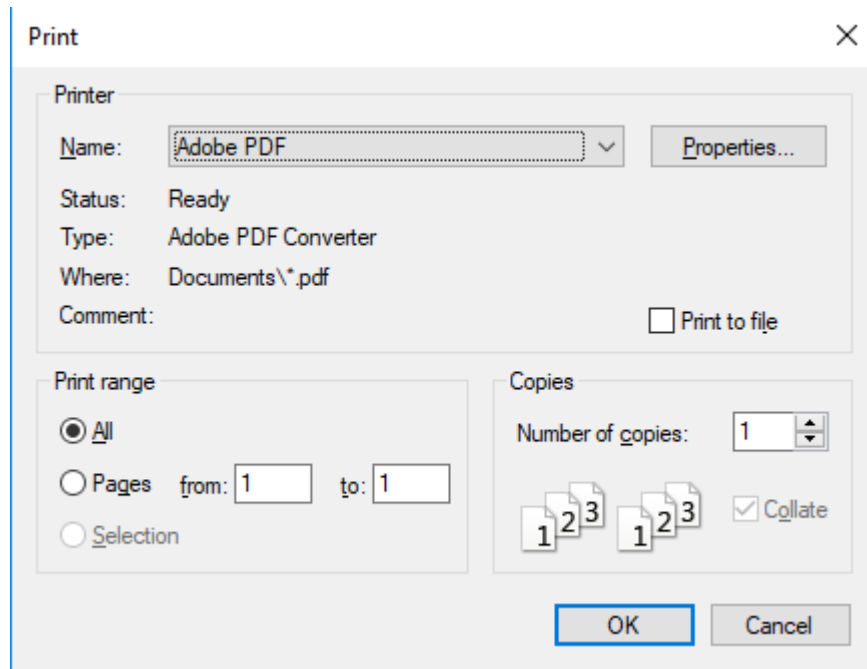 Print
Printer
Name: Adobe PDF Properties...
Status: Ready
Type: Adobe PDF Converter
Where: Documents\*.pdf
Comment:
Print to file
Print range
All
Pages from: 1 to: 1
Selection
Copies
Number of copies: 1
1 2 3 1 2 3
Collate
OK Cancel